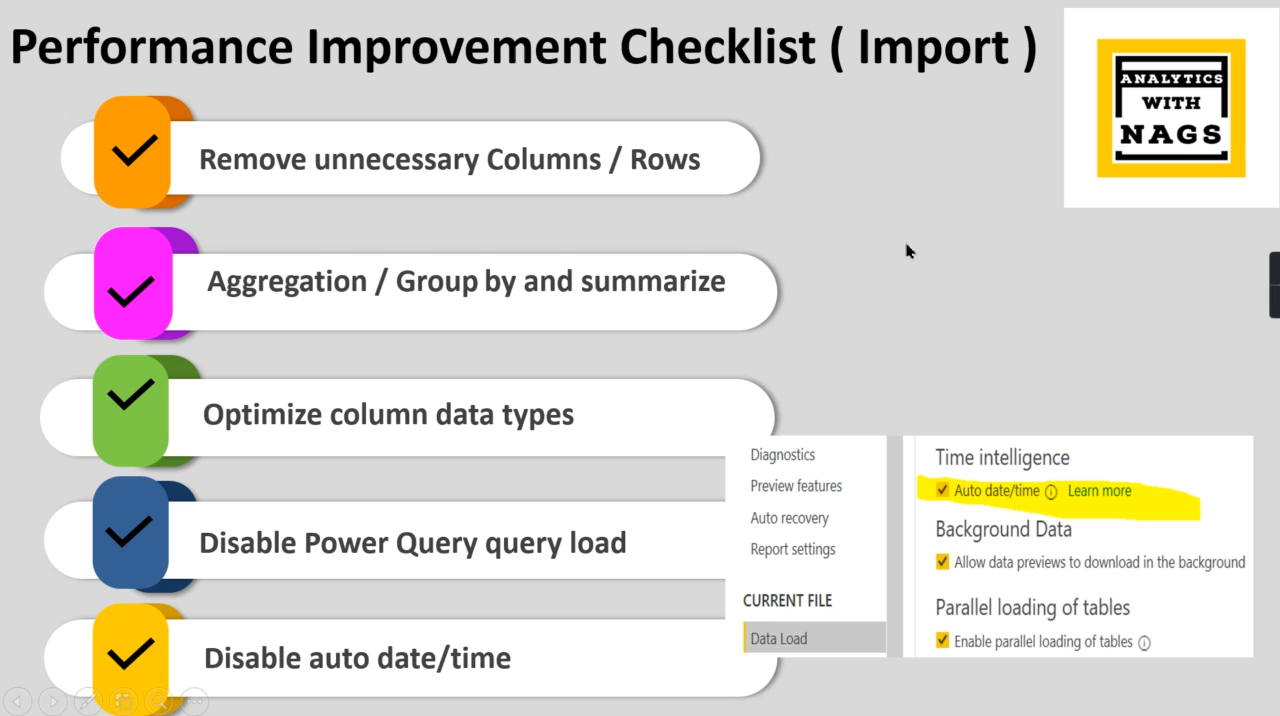 Performance Improvement Checklist ( Import )
ANALYTICS
WITH
NAGS
Remove unnecessary Columns / Rows
Aggregation / Group by and summarize
Optimize column data types
Disable Power Query query load
Disable auto date/time
Diagnostics
Preview features
Auto recovery
Report settings
CURRENT FILE
Data Load
Time intelligence
Auto date/time Learn more
Background Data
Allow data previews to download in the background
Parallel loading of tables
Enable parallel loading of tables